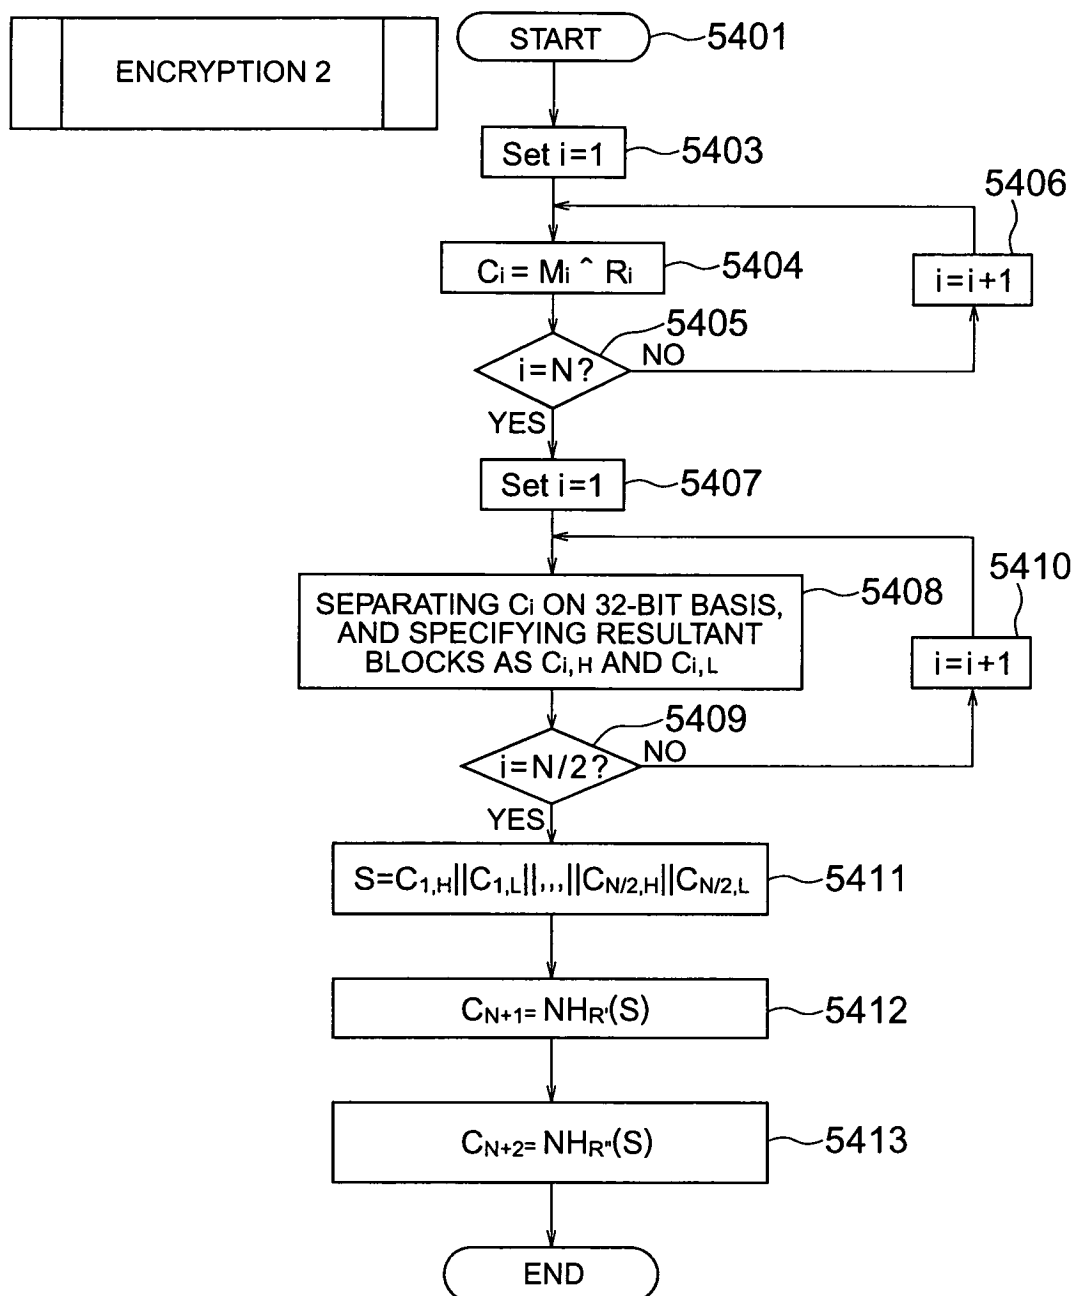 ENCRYPTION 2
START
5401
Set i=1
5403
5406
Ci = Mi ^ Ri
5404
i=i+1
5405
i=N?
NO
YES
Set i=1
5407
5410
SEPARATING Ci ON 32-BIT BASIS,
AND SPECIFYING RESULTANT
BLOCKS AS Ci,H AND Ci,L
5408
i=i+1
5409
i=N/2?
NO
YES
S=C1,H||C1,L||,,,||CN/2,H||CN/2,L
5411
CN+1= NHR'(S)
5412
CN+2= NHR"(S)
5413
END